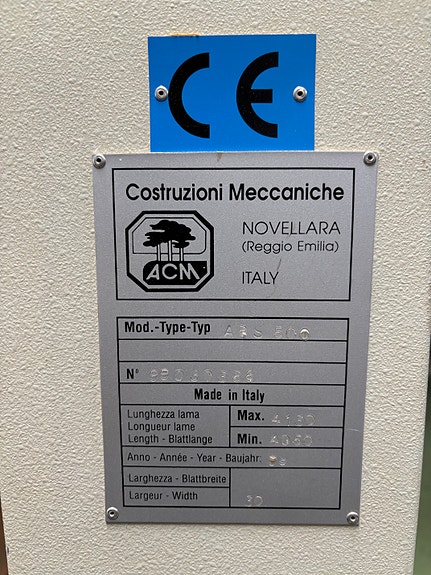 CE
Costruzioni Meccaniche
NOVELLARA
(Reggio Emilia)
ACM
ITALY
Mod.-Type-Typ
N°
Made in Italy
Lunghezza lama
Longueur lame
Length - Blattlange
Max.
Min.
Anno - Année - Year - Baujahr:
Larghezza - Blattbreite
Largeur - Width 30